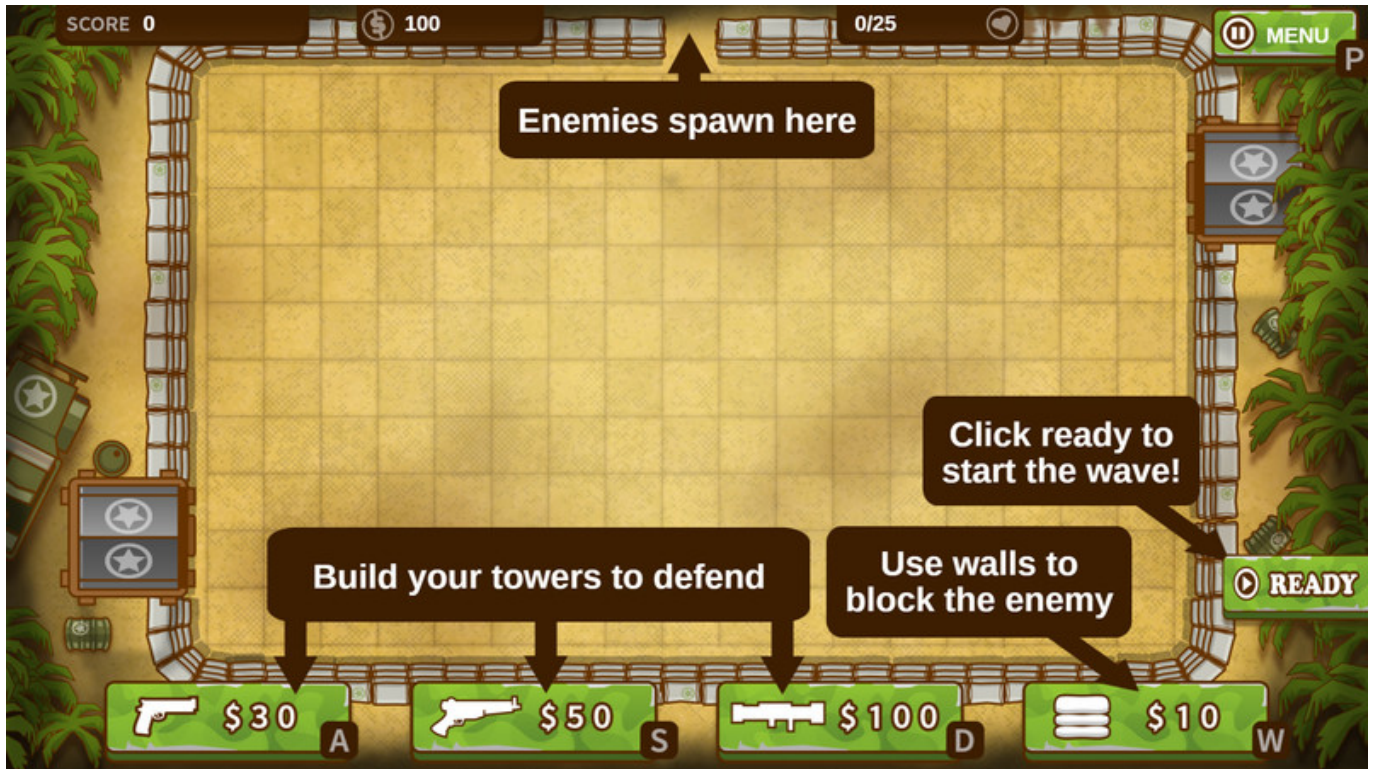 SCORE 0
100
0/25
MENU
P
Enemies spawn here
Click ready to
start the wave!
Build your towers to defend
Use walls to
block the enemy
READY
$30
A
$50
S
$100
D
$10
W